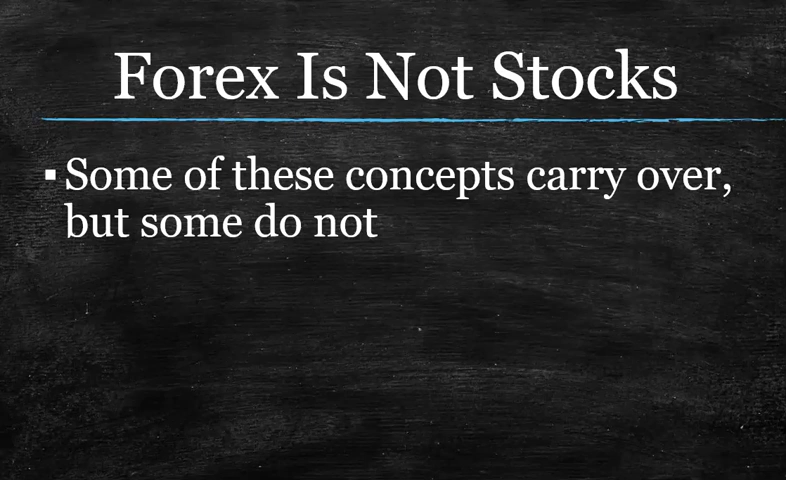 Forex Is Not Stocks
▪Some of these concepts carry over,
but some do not